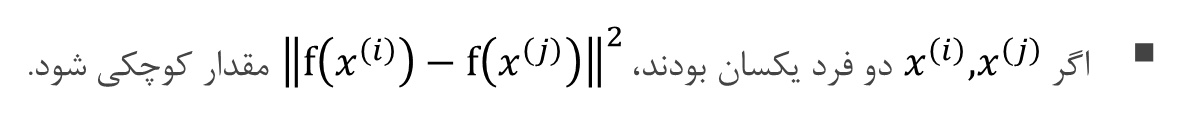 ▪ اگر x^(i),x^(j) دو فرد یکسان بودند، ‖f(x^(i)) − f(x^(j))‖^2 مقدار کوچکی شود.